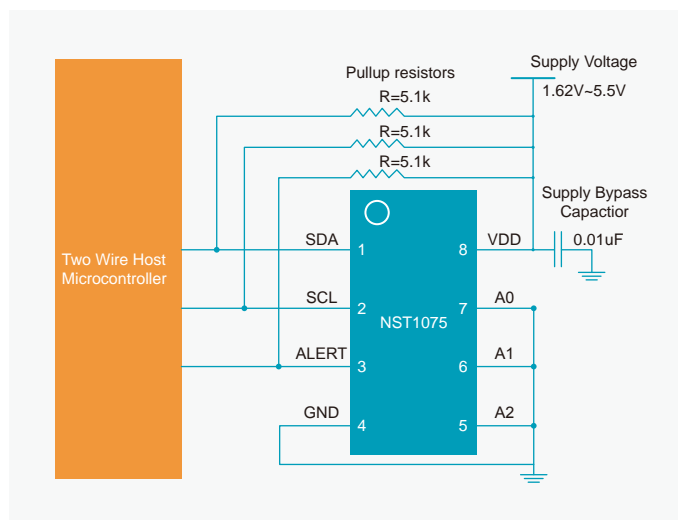 Supply Voltage
1.62V~5.5V
Pullup resistors
R=5.1k
R=5.1k
R=5.1k
Supply Bypass
Capactior
0.01uF
Two Wire Host
Microcontroller
SDA
1
8
VDD
SCL
2
7
A0
NST1075
ALERT
3
6
A1
GND
4
5
A2